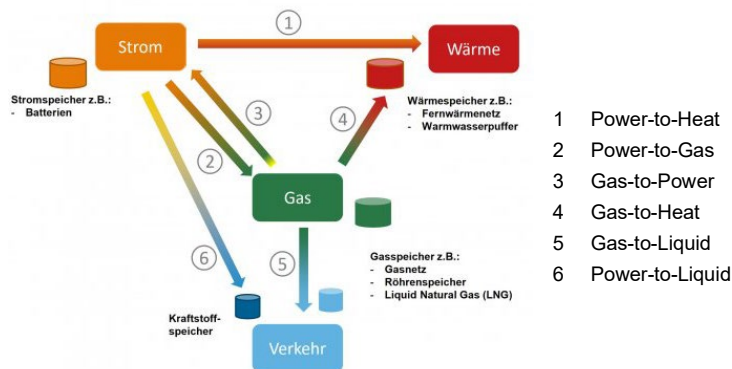 1
Strom
Wärme
Stromspeicher z.B.:
- Batterien
3
4
2
Wärmespeicher z.B.:
- Fernwärmenetz
- Warmwasserpuffer
Gas
6
5
Gasspeicher z.B.:
- Gasnetz
- Röhrenspeicher
- Liquid Natural Gas (LNG)
Kraftstoff-
speicher
Verkehr
1 Power-to-Heat
2 Power-to-Gas
3 Gas-to-Power
4 Gas-to-Heat
5 Gas-to-Liquid
6 Power-to-Liquid